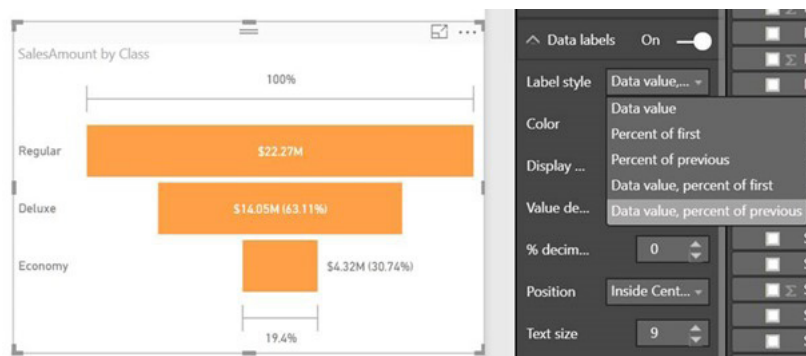 SalesAmount by Class
100%
Regular
$22.27M
Deluxe
$14.05M (63.11%)
Economy
$4.32M (30.74%)
19.4%
Data labels On
Label style Data value,...
Data value
Percent of first
Percent of previous
Data value, percent of first
Data value, percent of previous
Color
Display ...
Value de...
% decim... 0
Position Inside Cent...
Text size 9